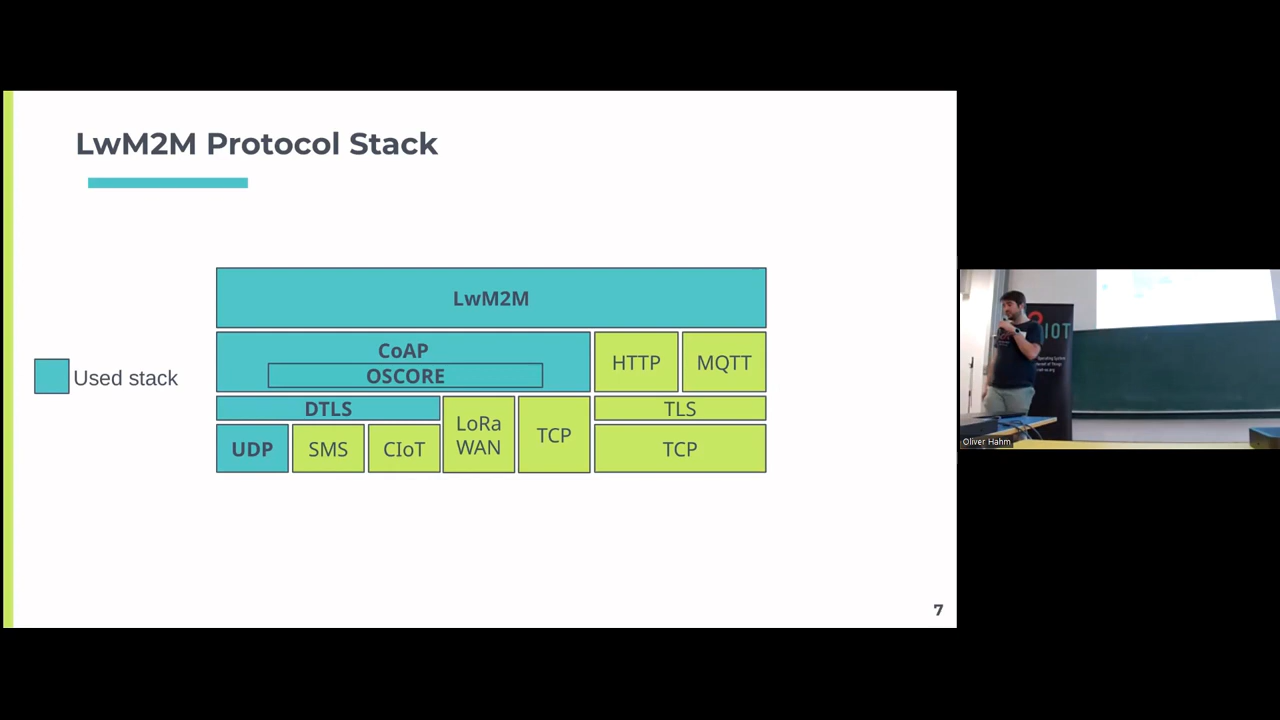 LwM2M Protocol Stack
LwM2M
CoAP
OSCORE
HTTP
MQTT
Used stack
DTLS
LoRa
WAN
TCP
TLS
UDP
SMS
CIoT
TCP
7
IOT
Oliver Hahm